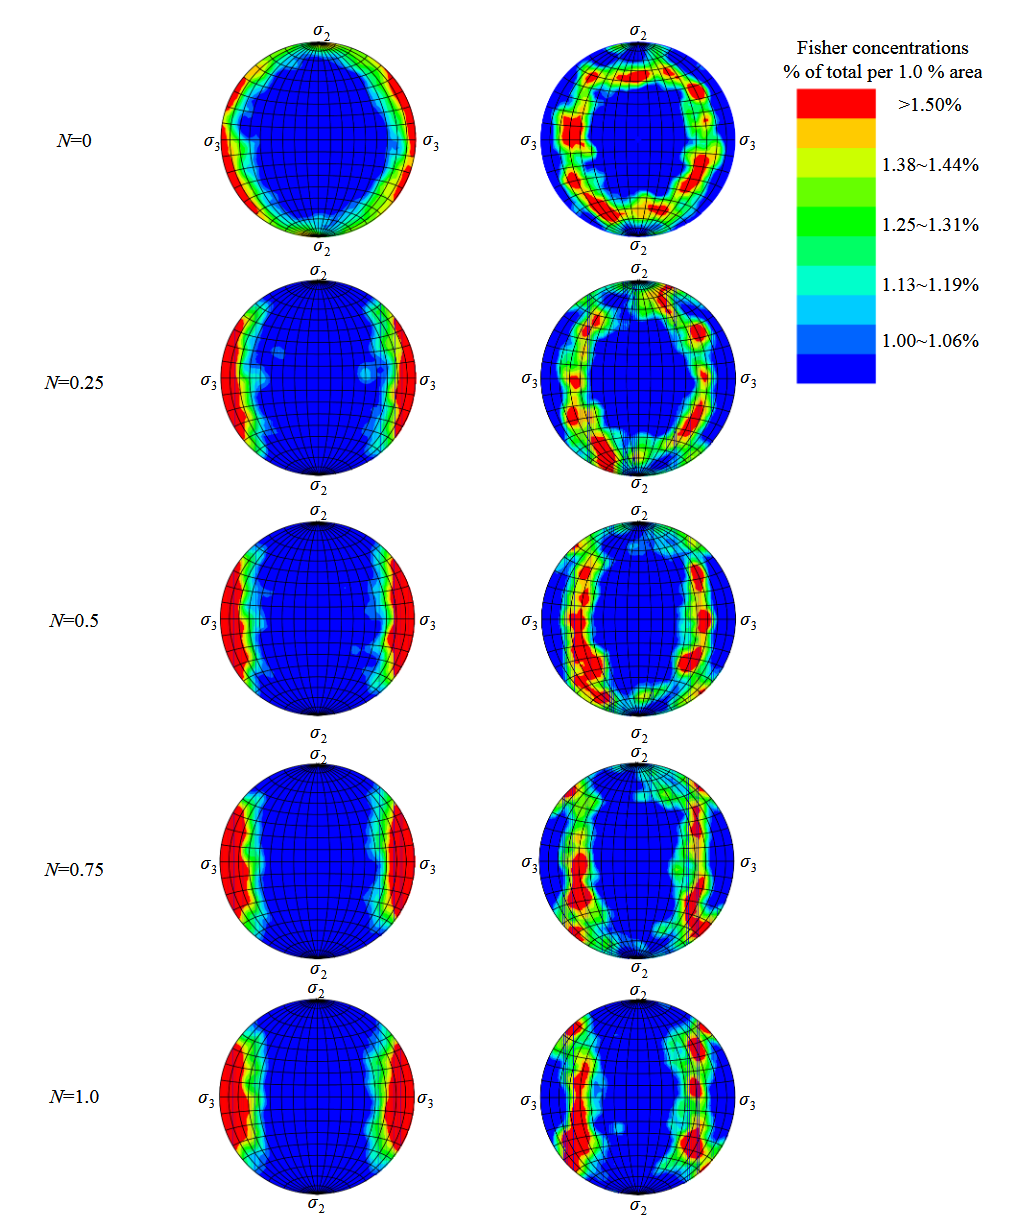 σ2 σ2
Fisher concentrations
% of total per 1.0 % area
>1.50%
N=0 σ3 σ3 σ3 σ3
1.38~1.44%
1.25~1.31%
σ2 σ2
σ2 σ2
1.13~1.19%
1.00~1.06%
N=0.25 σ3 σ3 σ3 σ3
σ2 σ2
σ2 σ2
N=0.5 σ3 σ3 σ3 σ3
σ2 σ2
σ2 σ2
N=0.75 σ3 σ3 σ3 σ3
σ2 σ2
σ2 σ2
N=1.0 σ3 σ3 σ3 σ3
σ2 σ2